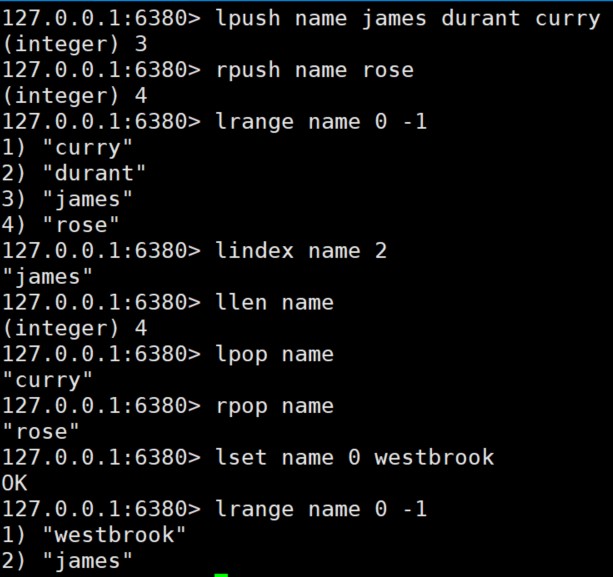 127.0.0.1:6380> lpush name james durant curry
(integer) 3
127.0.0.1:6380> rpush name rose
(integer) 4
127.0.0.1:6380> lrange name 0 -1
1) "curry"
2) "durant"
3) "james"
4) "rose"
127.0.0.1:6380> lindex name 2
"james"
127.0.0.1:6380> llen name
(integer) 4
127.0.0.1:6380> lpop name
"curry"
127.0.0.1:6380> rpop name
"rose"
127.0.0.1:6380> lset name 0 westbrook
OK
127.0.0.1:6380> lrange name 0 -1
1) "westbrook"
2) "james"